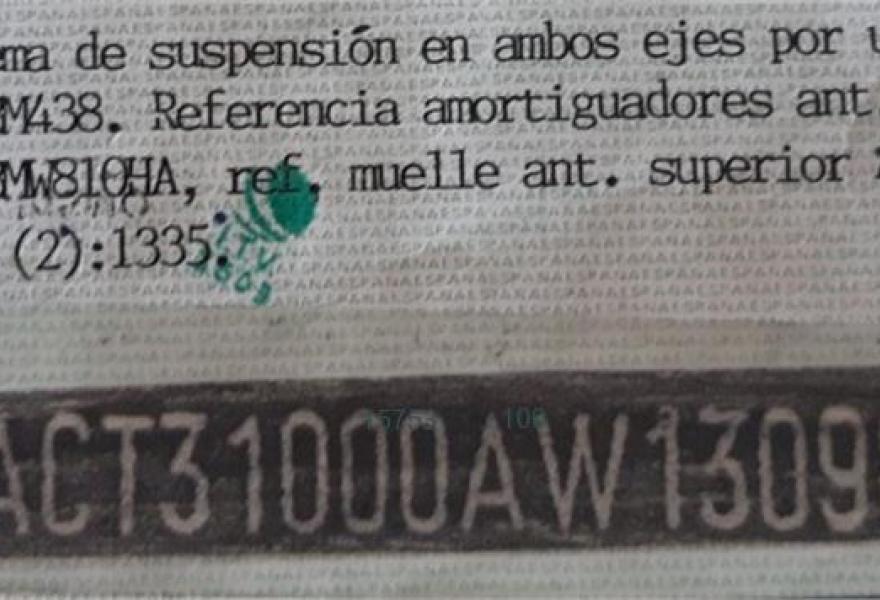 ma de suspensión en ambos ejes por u
M438. Referencia amortiguadores ant.
MW810HA, ref. muelle ant. superior
(2):1335.
ACT31000AW1309